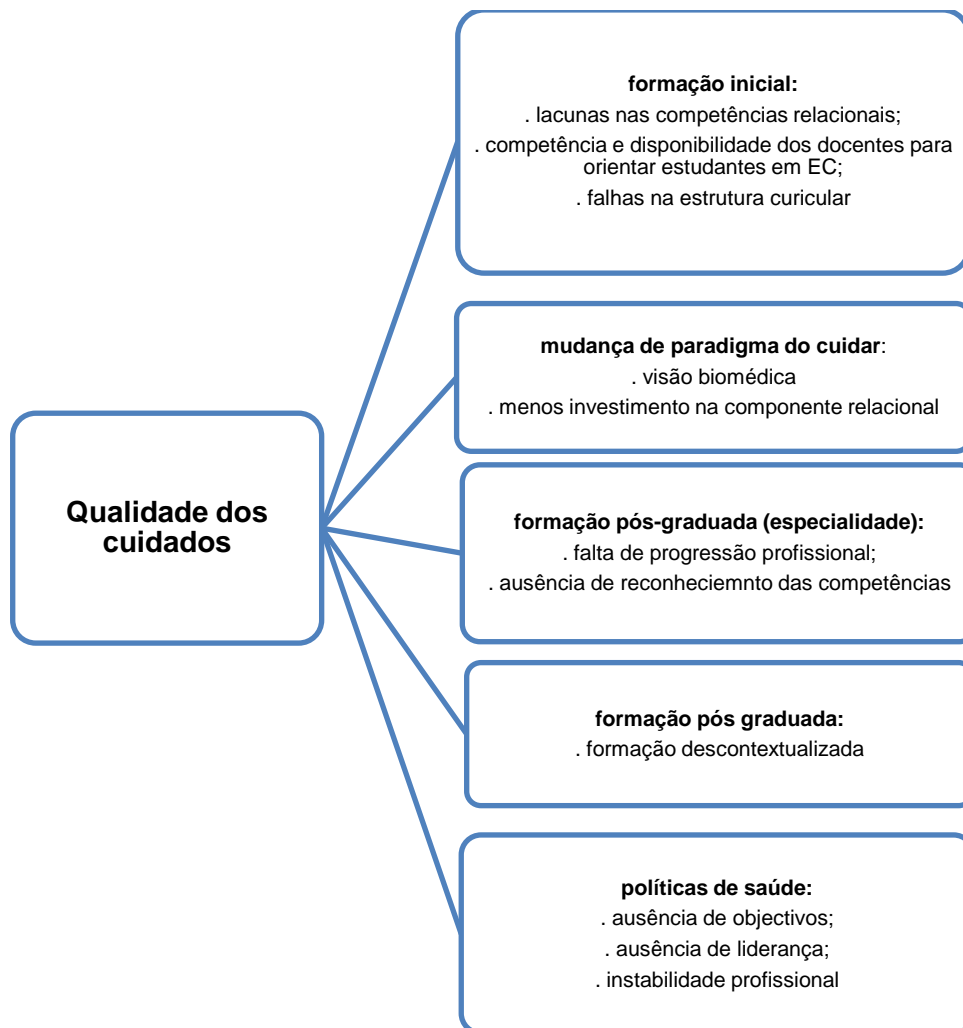 formação inicial:
. lacunas nas competências relacionais;
. competência e disponibilidade dos docentes para
orientar estudantes em EC;
. falhas na estrutura curicular
mudança de paradigma do cuidar:
. visão biomédica
. menos investimento na componente relacional
Qualidade dos
cuidados
formação pós-graduada (especialidade):
. falta de progressão profissional;
. ausência de reconheciemnto das competências
formação pós graduada:
. formação descontextualizada
políticas de saúde:
. ausência de objectivos;
. ausência de liderança;
. instabilidade profissional